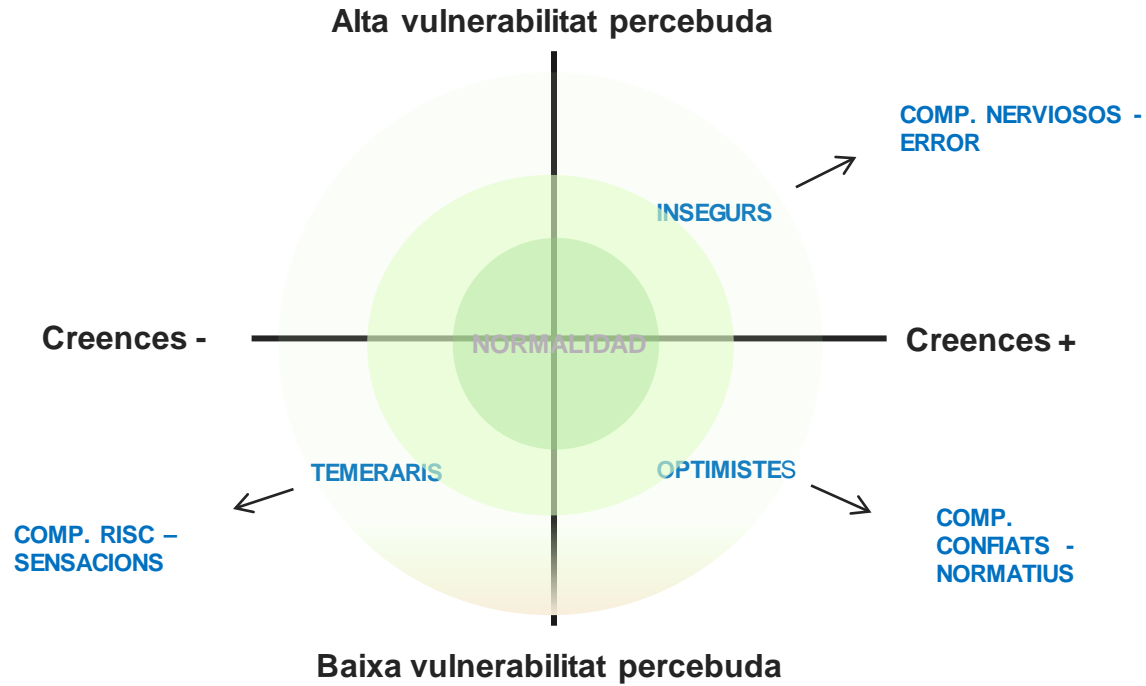 Alta vulnerabilitat percebuda
COMP. NERVIOSOS -
ERROR
INSEGURS
Creences -
NORMALIDAD
Creences +
TEMERARIS
OPTIMISTES
COMP. RISC –
SENSACIONS
COMP.
CONFIATS -
NORMATIUS
Baixa vulnerabilitat percebuda